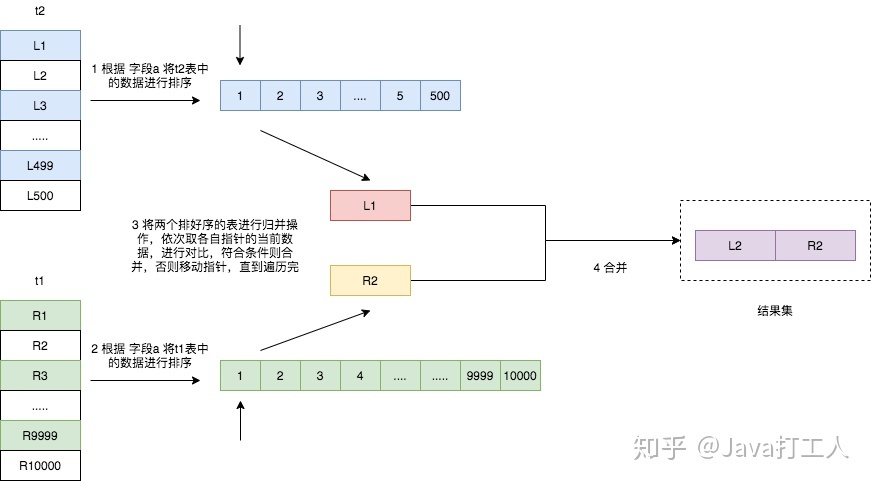 t2
L1
L2
L3
.....
L499
L500
1 根据 字段a 将t2表中
的数据进行排序
1 2 3 .... 5 500
L1
3 将两个排好序的表进行归并操
作，依次取各自指针的当前数
据，进行对比，符合条件则合
并，否则移动指针，直到遍历完
R2
4 合并
L2 R2
结果集
t1
R1
R2
R3
.....
R9999
R10000
2 根据 字段a 将t1表中
的数据进行排序
1 2 3 4 .... ..... 9999 10000
知乎 @Java打工人